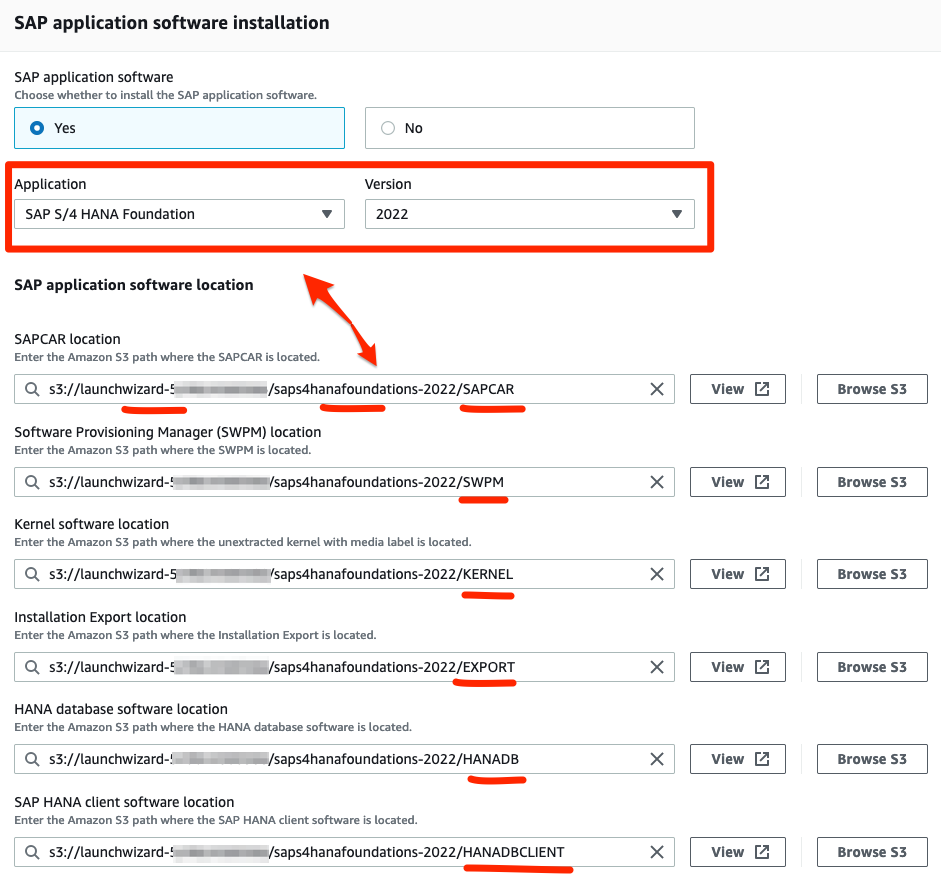 SAP application software installation
SAP application software
Choose whether to install the SAP application software.
Yes No
Application Version
SAP S/4 HANA Foundation 2022
SAP application software location
SAPCAR location
Enter the Amazon S3 path where the SAPCAR is located.
s3://launchwizard-5 /saps4hanafoundations-2022/SAPCAR View Browse S3
Software Provisioning Manager (SWPM) location
Enter the Amazon S3 path where the SWPM is located.
s3://launchwizard-5 /saps4hanafoundations-2022/SWPM View Browse S3
Kernel software location
Enter the Amazon S3 path where the unextracted kernel with media label is located.
s3://launchwizard-5 /saps4hanafoundations-2022/KERNEL View Browse S3
Installation Export location
Enter the Amazon S3 path where the Installation Export is located.
s3://launchwizard-5 /saps4hanafoundations-2022/EXPORT View Browse S3
HANA database software location
Enter the Amazon S3 path where the HANA database software is located.
s3://launchwizard- /saps4hanafoundations-2022/HANADB View Browse S3
SAP HANA client software location
Enter the Amazon S3 path where the SAP HANA client software is located.
s3://launchwizard-5 /saps4hanafoundations-2022/HANADBCLIENT View Browse S3